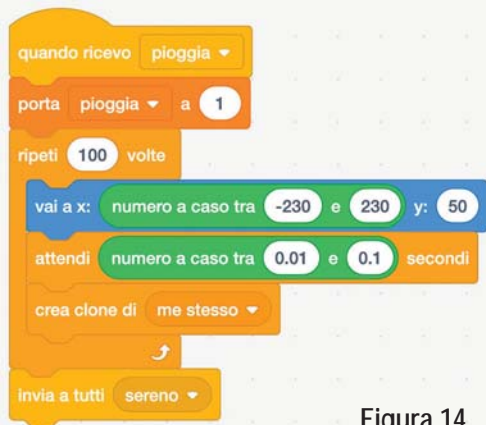 quando ricevo pioggia
porta pioggia a 1
ripeti 100 volte
vai a x: numero a caso tra -230 e 230 y: 50
attendi numero a caso tra 0.01 e 0.1 secondi
crea clone di me stesso
invia a tutti sereno
Figura 14